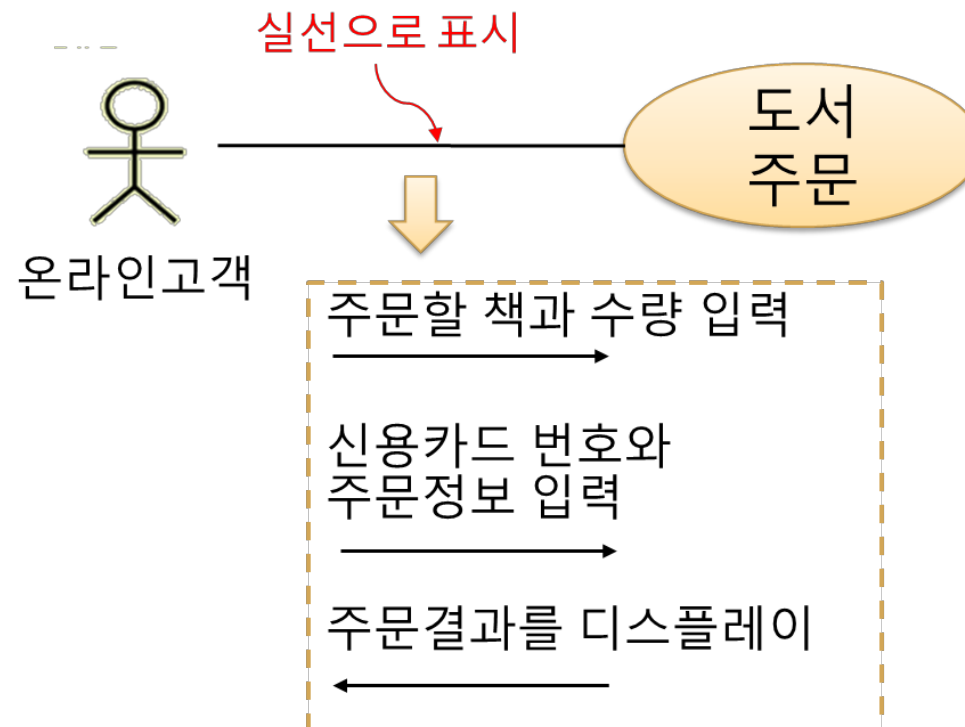 실선으로 표시
도서
주문
온라인고객
주문할 책과 수량 입력
신용카드 번호와
주문정보 입력
주문결과를 디스플레이